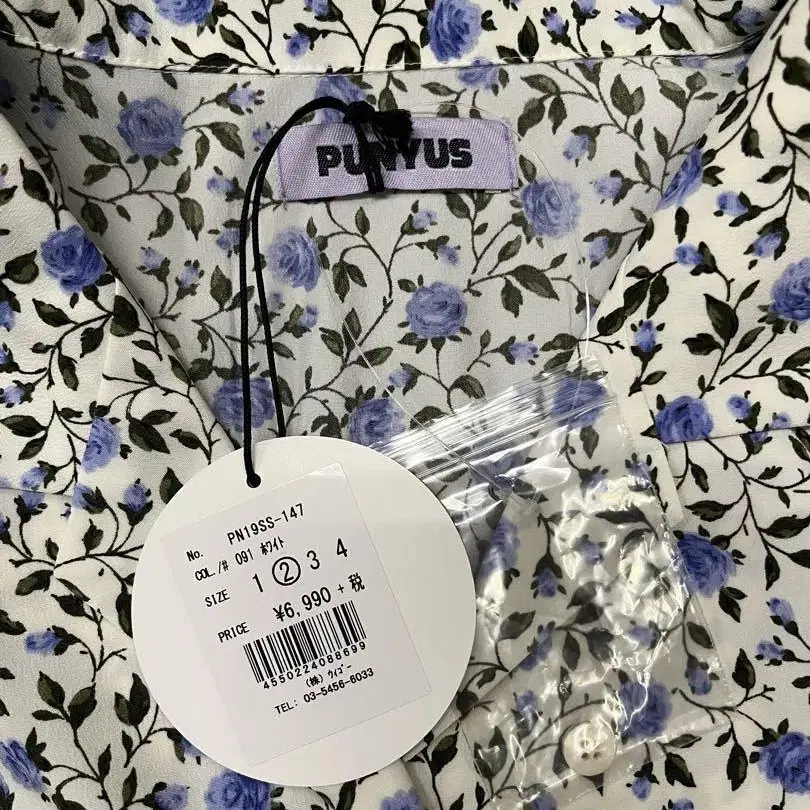 PUNYUS
No. PN19SS-147
COL/# 091 ホワイト
SIZE 1 ② 3 4
PRICE ¥6,990 + 税
4550224088699
(株) ウィゴー
TEL: 03-5456-6033